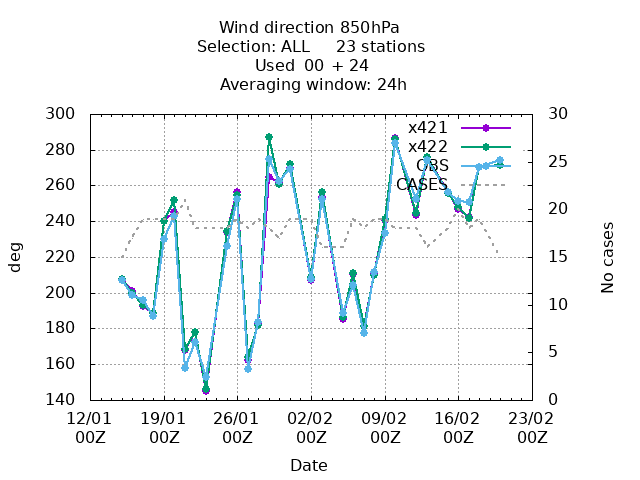 Wind direction 850hPa
Selection: ALL     23 stations
Used  00  + 24
Averaging window: 24h
300 30
280 25
260
240 20
220 15
200 10
180
160 5
140 0
x421
x422
OBS
CASES
deg
No cases
12/01 19/01 26/01 02/02 09/02 16/02 23/02
00Z 00Z 00Z 00Z 00Z 00Z 00Z
Date